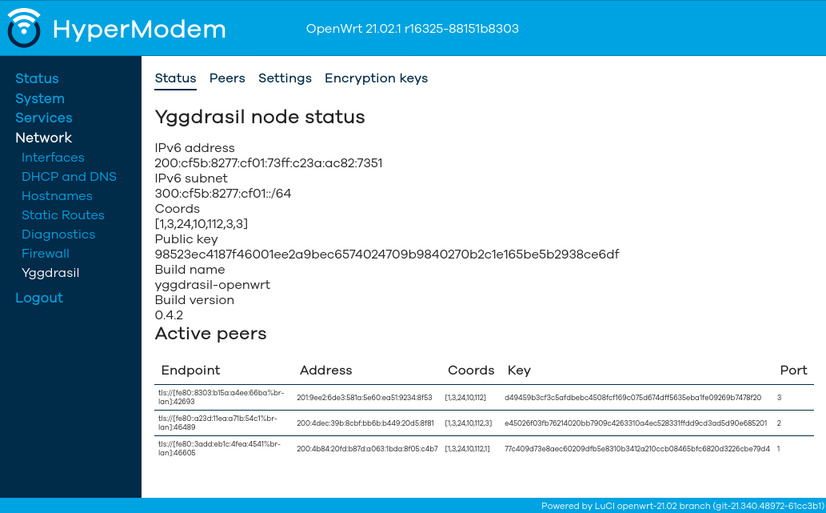 HyperModem
OpenWrt 21.02.1 r16325-88151b8303
Status
System
Services
Network
Interfaces
DHCP and DNS
Hostnames
Static Routes
Diagnostics
Firewall
Yggdrasil
Logout
Status Peers Settings Encryption keys
Yggdrasil node status
IPv6 address
200:cf5b:8277:cf01:73ff:c23a:ac82:7351
IPv6 subnet
300:cf5b:8277:cf01::/64
Coords
[1,3,24,10,112,3,3]
Public key
98523ec4187f46001ee2a9bec6574024709b9840270b2c1e165be5b2938ce6df
Build name
yggdrasil-openwrt
Build version
0.4.2
Active peers
Endpoint Address Coords Key Port
tls://[fe80::8303:b15a:a4ee:66ba%br-
lan]:42693 201:9ee2:6de3:581a:5e60:ea51:9234:8f53 [1,3,24,10,112] d49459b3cf3c5afdbebc4508fcf169c075d674dff5635eba1fe09269b7478f20 3
tls://[fe80::a23d:11ea:a71b:54c1%br-
lan]:46489 200:4dec:39b:8cbf:bb6b:b449:20d5:8f81 [1,3,24,10,112,3] e45026f03fb76214020bb7909c4263310a4ec528331ffdd9cd3ad5d90e685201 2
tls://[fe80::3add:eb1c:4fea:4541%br-
lan]:46605 200:4b84:20fd:b87d:a063:1bda:8f05:c4b7 [1,3,24,10,112,1] 77c409d73e8aec60209dfb5e8310b3412a210ccb08465bfc6820d3226cbe79d4 1
Powered by LuCI openwrt-21.02 branch (git-21.340.48972-61cc3b1)